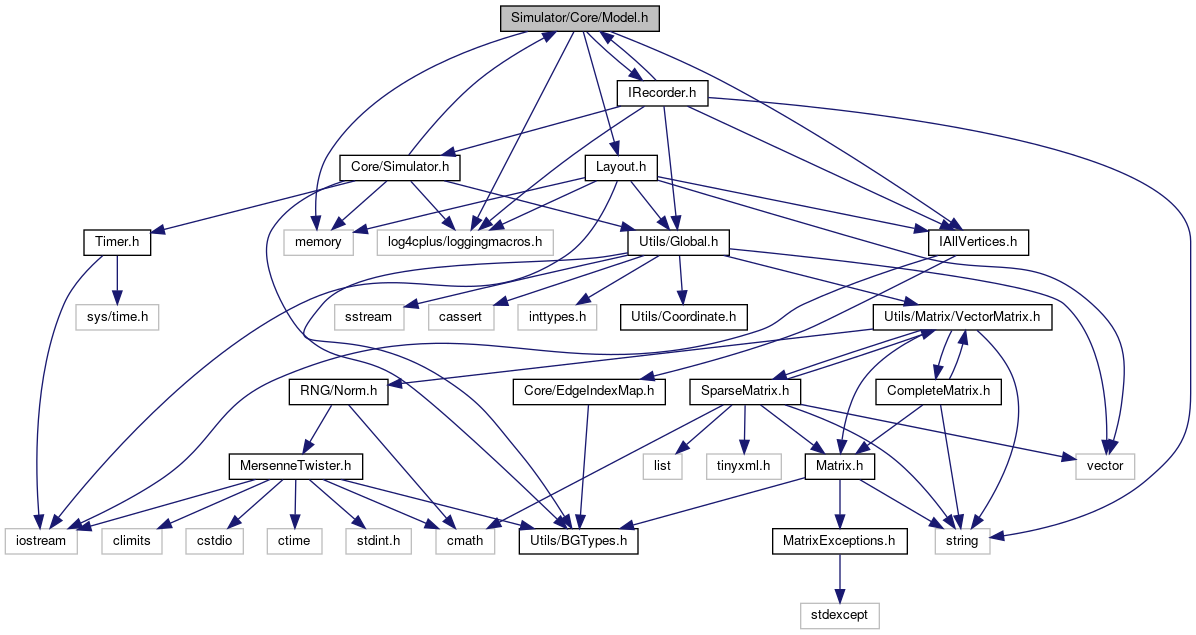 Simulator/Core/Model.h
IRecorder.h
Core/Simulator.h
Layout.h
Timer.h
memory
log4cplus/loggingmacros.h
Utils/Global.h
IAllVertices.h
sys/time.h
sstream
cassert
inttypes.h
Utils/Coordinate.h
Utils/Matrix/VectorMatrix.h
RNG/Norm.h
Core/EdgeIndexMap.h
SparseMatrix.h
CompleteMatrix.h
MersenneTwister.h
list
tinyxml.h
Matrix.h
vector
iostream
climits
cstdio
ctime
stdint.h
cmath
Utils/BGTypes.h
MatrixExceptions.h
string
stdexcept